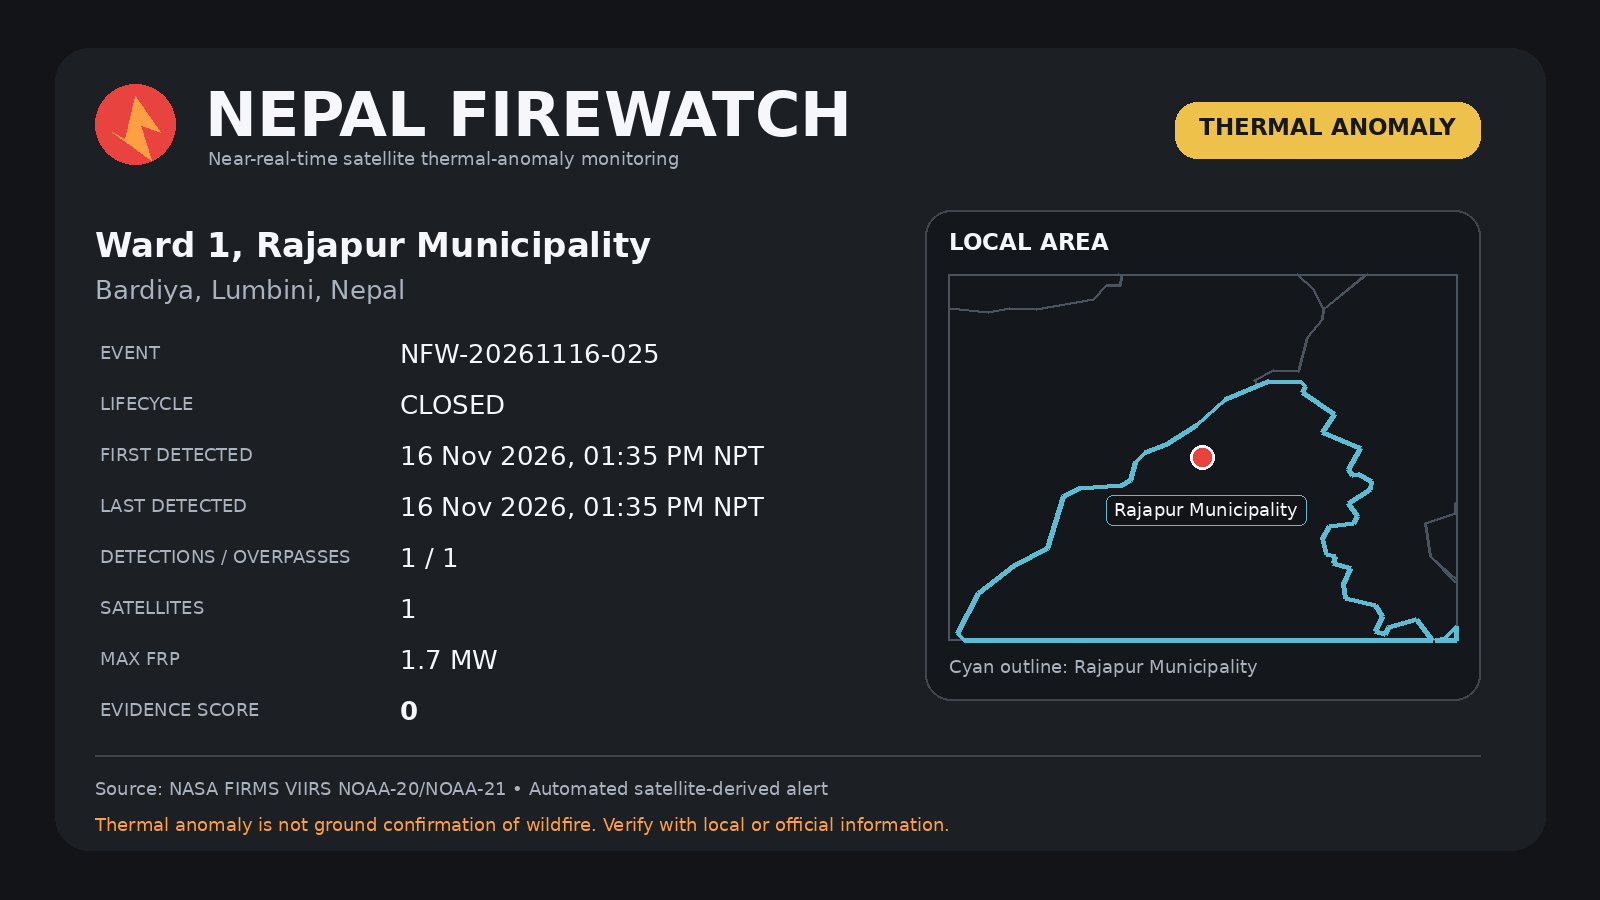 NEPAL FIREWATCH
Near-real-time satellite thermal-anomaly monitoring
THERMAL ANOMALY
Ward 1, Rajapur Municipality
Bardiya, Lumbini, Nepal
EVENT NFW-20261116-025
LIFECYCLE CLOSED
FIRST DETECTED 16 Nov 2026, 01:35 PM NPT
LAST DETECTED 16 Nov 2026, 01:35 PM NPT
DETECTIONS / OVERPASSES 1 / 1
SATELLITES 1
MAX FRP 1.7 MW
EVIDENCE SCORE 0
LOCAL AREA
Rajapur Municipality
Cyan outline: Rajapur Municipality
Source: NASA FIRMS VIIRS NOAA-20/NOAA-21 • Automated satellite-derived alert
Thermal anomaly is not ground confirmation of wildfire. Verify with local or official information.